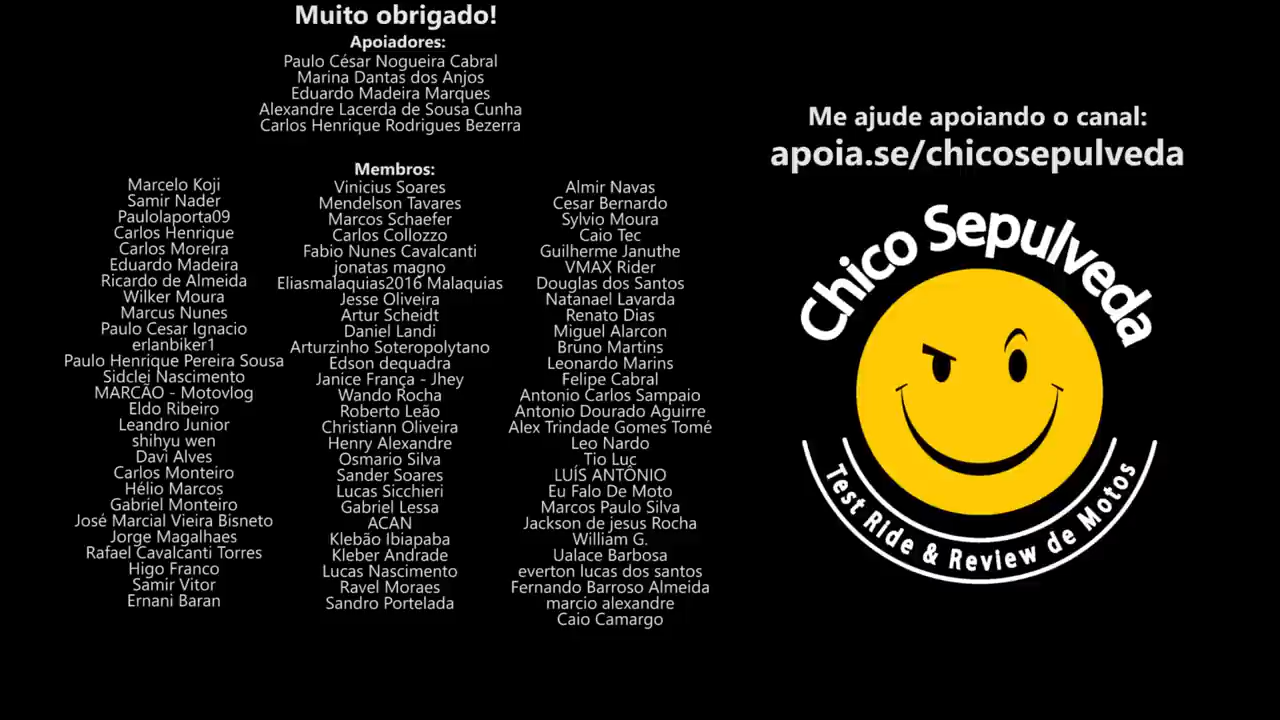 Muito obrigado!
Apoiadores:
Paulo César Nogueira Cabral
Marina Dantas dos Anjos
Eduardo Madeira Marques
Alexandre Lacerda de Sousa Cunha
Carlos Henrique Rodrigues Bezerra
Membros:
Marcelo Koji
Samir Nader
Paulolaporta09
Carlos Henrique
Carlos Moreira
Eduardo Madeira
Ricardo de Almeida
Wilker Moura
Marcus Nunes
Paulo Cesar Ignacio
erlanbiker1
Paulo Henrique Pereira Sousa
Sidclei Nascimento
MARCÃO - Motovlog
Eldo Ribeiro
Leandro Junior
shihyu wen
Davi Alves
Carlos Monteiro
Hélio Marcos
Gabriel Monteiro
José Marcial Vieira Bisneto
Jorge Magalhaes
Rafael Cavalcanti Torres
Higo Franco
Samir Vitor
Ernani Baran
Vinicius Soares
Mendelson Tavares
Marcos Schaefer
Carlos Collozzo
Fabio Nunes Cavalcanti
jonatas magno
Eliasmalaquias2016 Malaquias
Jesse Oliveira
Artur Scheidt
Daniel Landi
Arturzinho Soteropolytano
Edson dequadra
Janice França - Jhey
Wando Rocha
Roberto Leão
Christiann Oliveira
Henry Alexandre
Osmario Silva
Sander Soares
Lucas Sicchieri
Gabriel Lessa
ACAN
Klebão Ibiapaba
Kleber Andrade
Lucas Nascimento
Ravel Moraes
Sandro Portelada
Almir Navas
Cesar Bernardo
Sylvio Moura
Caio Tec
Guilherme Januthe
VMAX Rider
Douglas dos Santos
Natanael Lavarda
Renato Dias
Miguel Alarcon
Bruno Martins
Leonardo Marins
Felipe Cabral
Antonio Carlos Sampaio
Antonio Dourado Aguirre
Alex Trindade Gomes Tomé
Leo Nardo
Tio Luc
LUÍS ANTÔNIO
Eu Falo De Moto
Marcos Paulo Silva
Jackson de jesus Rocha
William G.
Ualace Barbosa
everton lucas dos santos
Fernando Barroso Almeida
marcio alexandre
Caio Camargo
Me ajude apoiando o canal:
apoia.se/chicosepulveda
Chico Sepulveda
Test Ride & Review de Motos